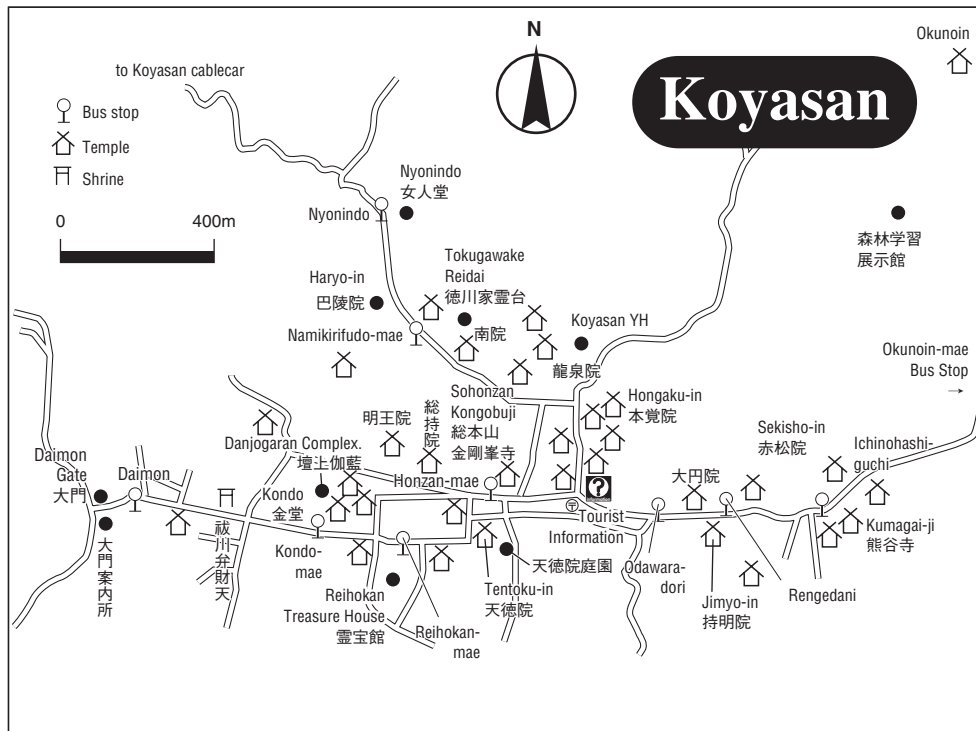 Okunoin
N
Koyasan
to Koyasan cablecar
Bus stop
Temple
Shrine
0
400m
Nyonindo
女人堂
Nyonindo
森林学習
展示館
Tokugawake
Reidai
徳川家霊台
Haryo-in
巴陵院
南院
Koyasan YH
Namikirifudo-mae
龍泉院
Okunoin-mae
Bus Stop
→
Sohonzan
Kongobuji
総本山
金剛峯寺
Hongaku-in
本覚院
Sekisho-in
赤松院
Ichinohashi-
guchi
明王院
総持院
Danjogaran Complex.
壇上伽藍
Daimon
Gate
大門
Daimon
Kondo
金堂
Honzan-mae
大円院
?
〒
Tourist
Information
Kumagai-ji
熊谷寺
大門案内所
祓川弁財天
Kondo-
mae
天徳院庭園
Odawara-
dori
Reihokan
Treasure House
霊宝館
Reihokan-
mae
Tentoku-in
天徳院
Jimyo-in
持明院
Rengedani